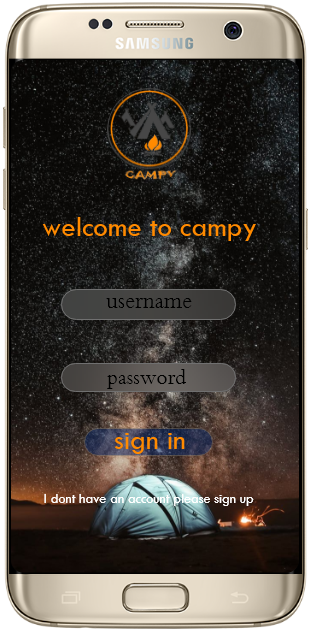 SAMSUNG
CAMPY
welcome to campy
username
password
sign in
I dont have an account please sign up